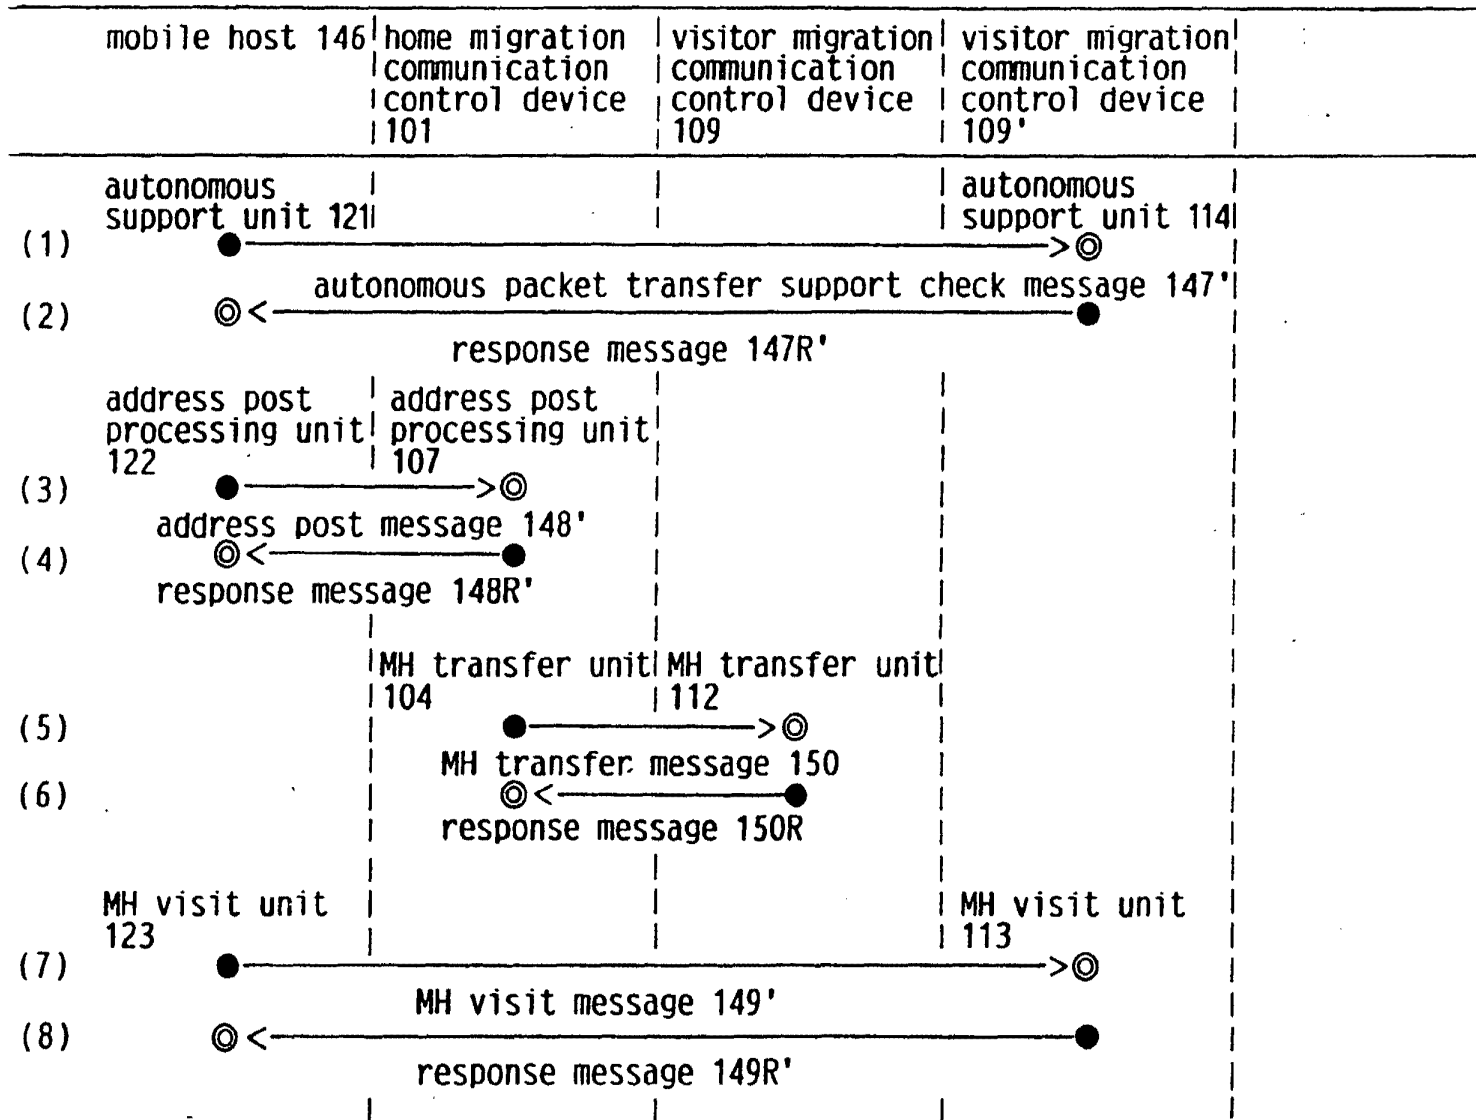 mobile host 146 home migration visitor migration visitor migration
communication communication communication
control device control device control device
101 109 109'
autonomous autonomous
support unit 121 support unit 114
(1)
autonomous packet transfer support check message 147'
(2)
response message 147R'
address post address post
processing unit processing unit
122 107
(3)
address post message 148'
(4)
response message 148R'
MH transfer unit MH transfer unit
104 112
(5)
MH transfer message 150
(6)
response message 150R
MH visit unit MH visit unit
123 113
(7)
MH visit message 149'
(8)
response message 149R'